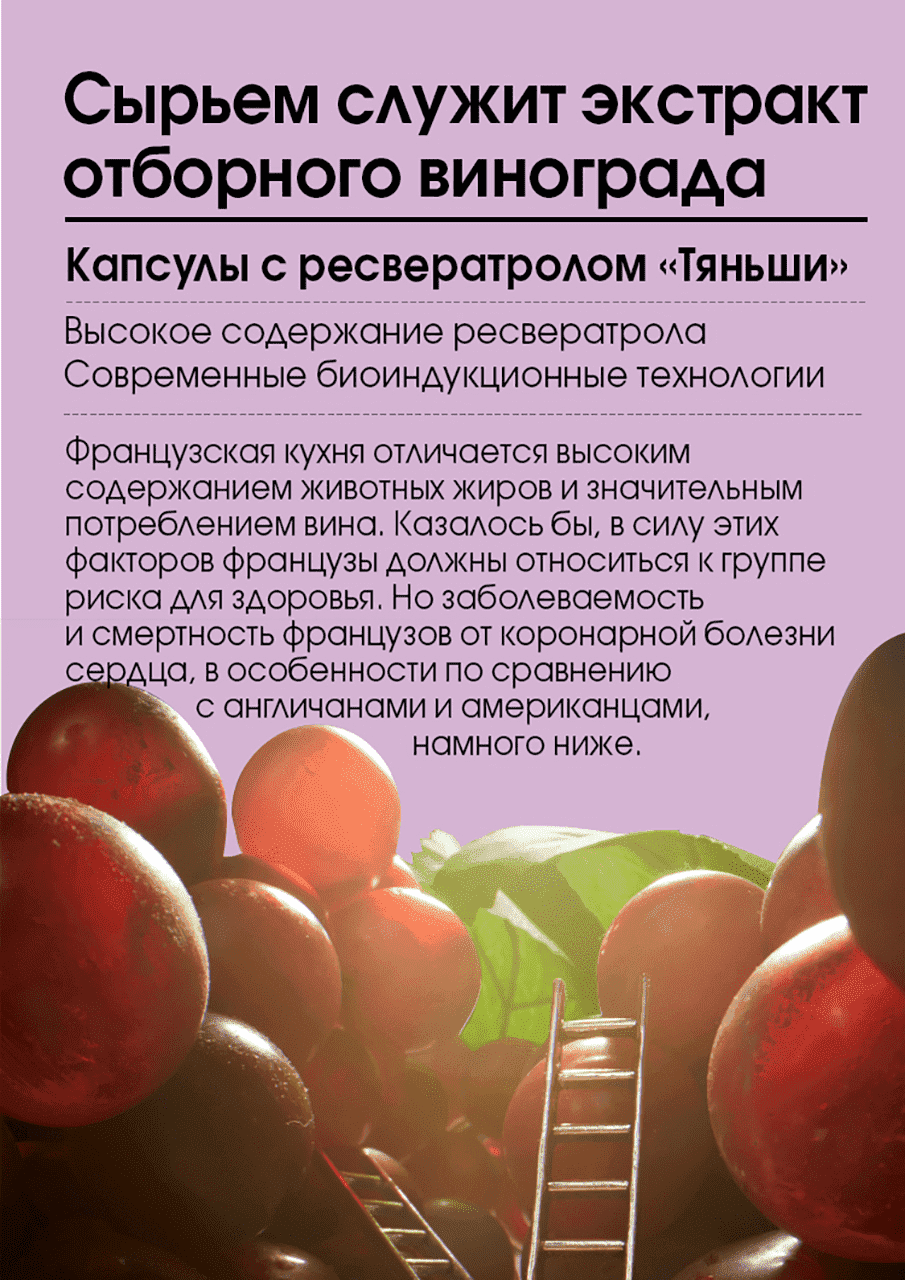 Сырьем служит экстракт
отборного винограда
Капсулы с ресвератролом «Тяньши»
Высокое содержание ресвератрола
Современные биоиндукционные технологии
Французская кухня отличается высоким
содержанием животных жиров и значительным
потреблением вина. Казалось бы, в силу этих
факторов французы должны относиться к группе
риска для здоровья. Но заболеваемость
и смертность французов от коронарной болезни
сердца, в особенности по сравнению
с англичанами и американцами,
намного ниже.